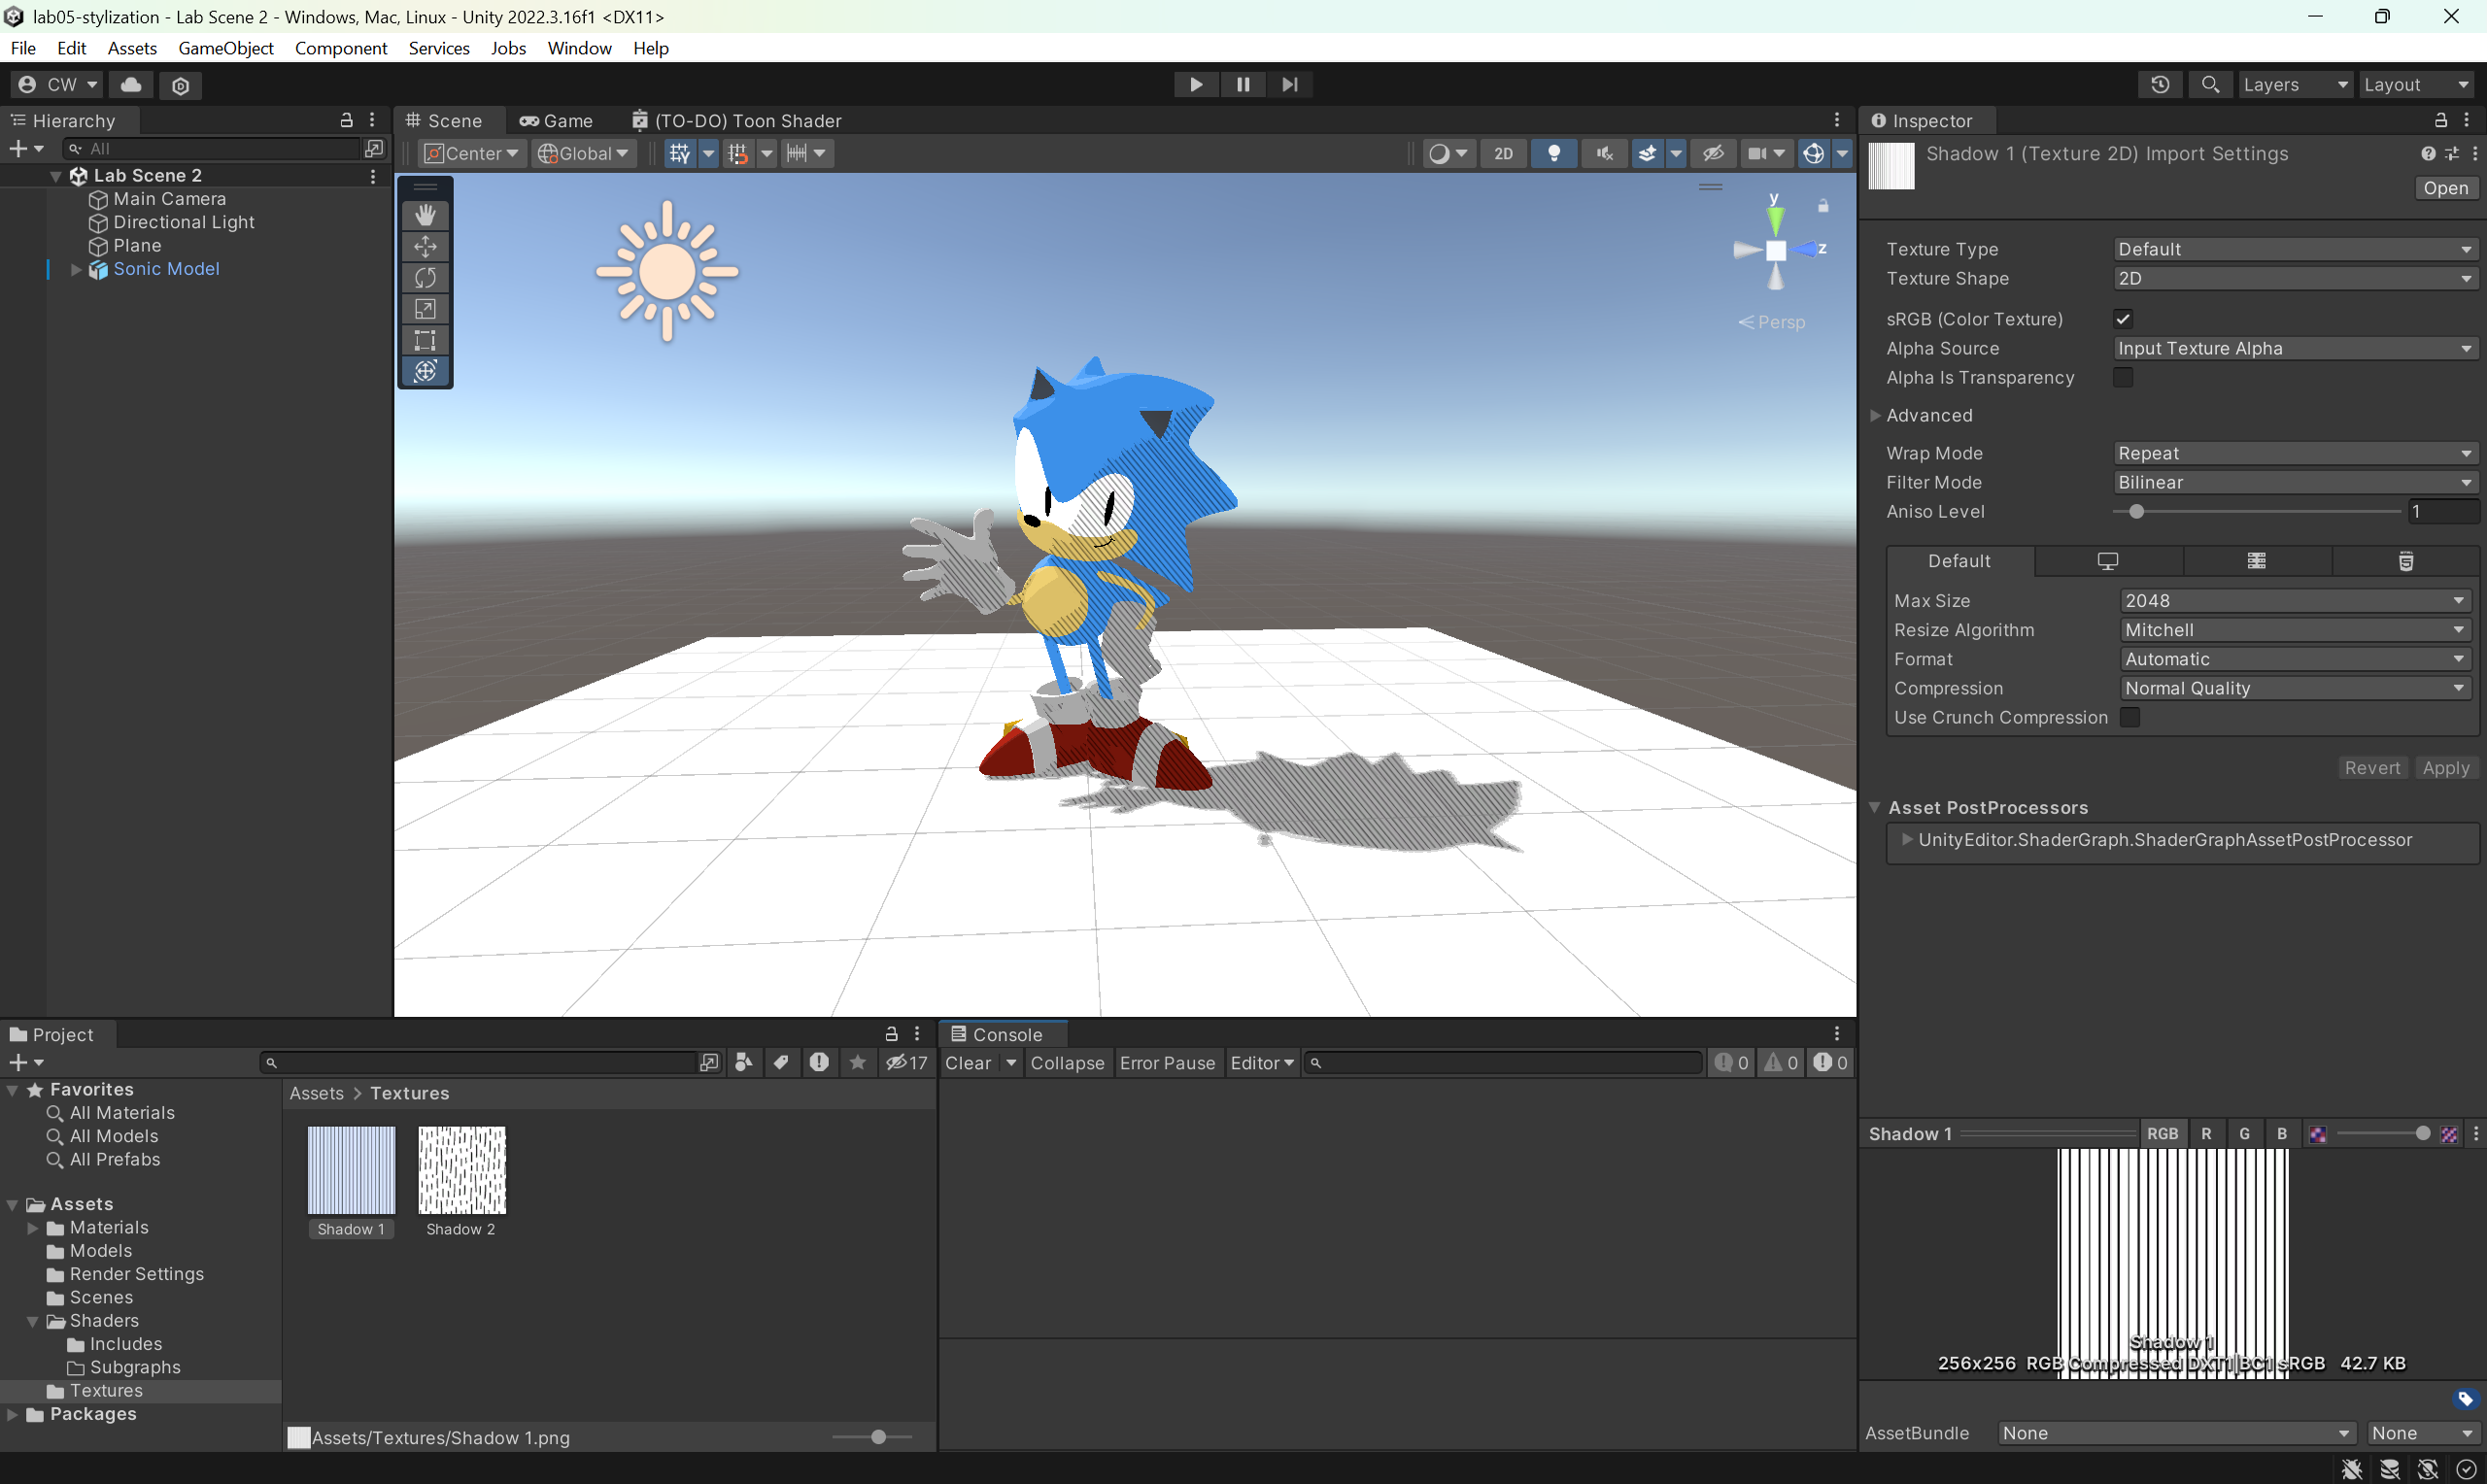 lab05-stylization - Lab Scene 2 - Windows, Mac, Linux - Unity 2022.3.16f1 <DX11>
File Edit Assets GameObject Component Services Jobs Window Help
CW
Layers Layout
Hierarchy
All
Lab Scene 2
Main Camera
Directional Light
Plane
Sonic Model
Scene Game (TO-DO) Toon Shader
Center Global 2D
y
z
Persp
Inspector
Shadow 1 (Texture 2D) Import Settings
Open
Texture Type Default
Texture Shape 2D
sRGB (Color Texture)
Alpha Source Input Texture Alpha
Alpha Is Transparency
Advanced
Wrap Mode Repeat
Filter Mode Bilinear
Aniso Level 1
Default
Max Size 2048
Resize Algorithm Mitchell
Format Automatic
Compression Normal Quality
Use Crunch Compression
Revert Apply
Asset PostProcessors
UnityEditor.ShaderGraph.ShaderGraphAssetPostProcessor
Project
17
Favorites
All Materials
All Models
All Prefabs
Assets
Materials
Models
Render Settings
Scenes
Shaders
Includes
Subgraphs
Textures
Packages
Assets > Textures
Shadow 1 Shadow 2
Assets/Textures/Shadow 1.png
Console
Clear Collapse Error Pause Editor 0 0 0
Shadow 1 RGB R G B
Shadow 1
256x256 RGB Compressed DXT1|BC1 sRGB 42.7 KB
AssetBundle None None